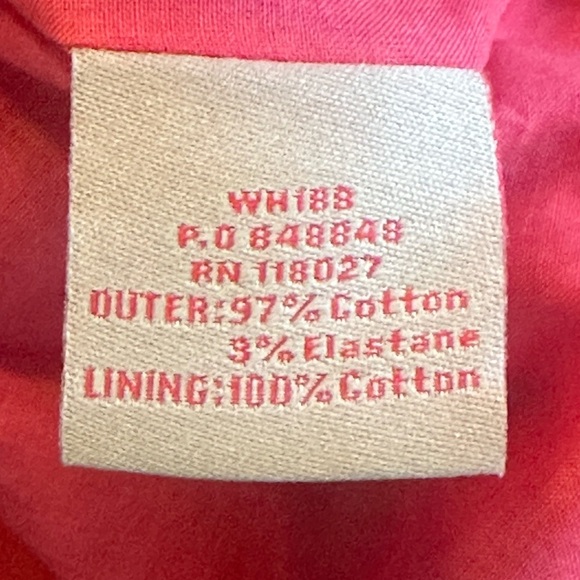 WH188
P.O 848848
RN 118027
OUTER:97% Cotton
3% Elastane
LINING:100% Cotton